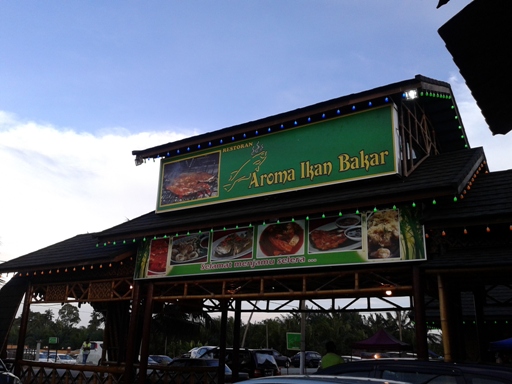 RESTORAN
Aroma Ikan Bakar
Selamat menjamu selera ....